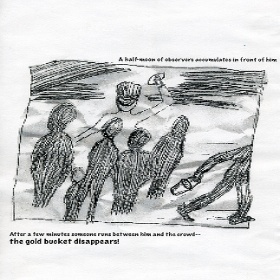 A half-moon of observers accumulates in front of him
After a few minutes someone runs between him and the crowd--
the gold bucket disappears!